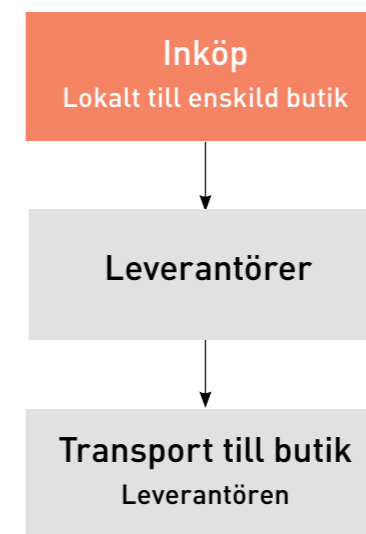 Inköp
Lokalt till enskild butik
Leverantörer
Transport till butik
Leverantören